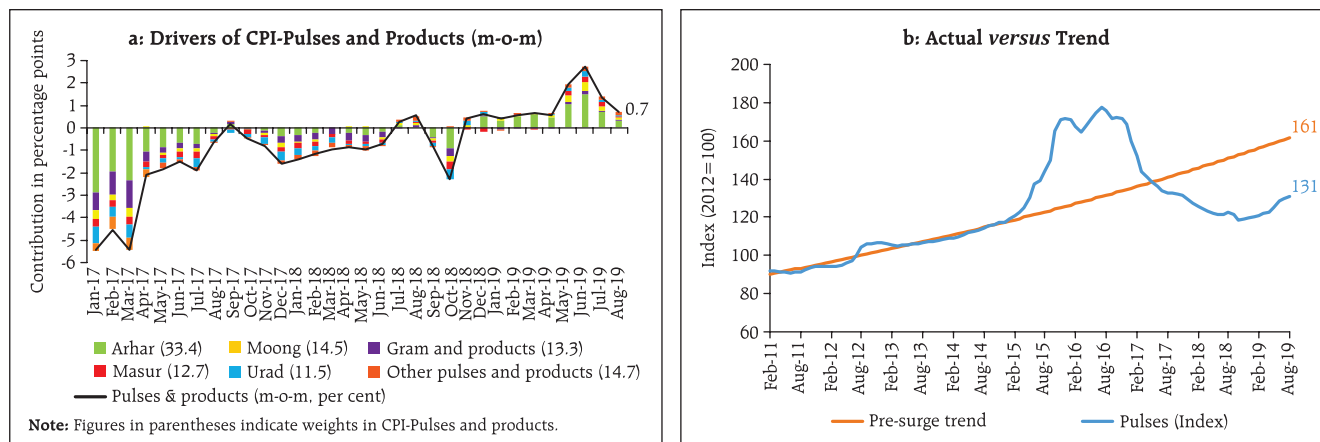 a: Drivers of CPI-Pulses and Products (m-o-m)
Contribution in percentage points
3
2
1
0
-1
-2
-3
-4
-5
-6
0.7
Jan-17
Feb-17
Mar-17
Apr-17
May-17
Jun-17
Jul-17
Aug-17
Sep-17
Oct-17
Nov-17
Dec-17
Jan-18
Feb-18
Mar-18
Apr-18
May-18
Jun-18
Jul-18
Aug-18
Sep-18
Oct-18
Nov-18
Dec-18
Jan-19
Feb-19
Mar-19
Apr-19
May-19
Jun-19
Jul-19
Aug-19
Arhar (33.4) Moong (14.5) Gram and products (13.3)
Masur (12.7) Urad (11.5) Other pulses and products (14.7)
Pulses & products (m-o-m, per cent)
Note: Figures in parentheses indicate weights in CPI-Pulses and products.
b: Actual versus Trend
Index (2012=100)
200
180
160
140
120
100
80
60
161
131
Feb-11
Aug-11
Feb-12
Aug-12
Feb-13
Aug-13
Feb-14
Aug-14
Feb-15
Aug-15
Feb-16
Aug-16
Feb-17
Aug-17
Feb-18
Aug-18
Feb-19
Aug-19
Pre-surge trend Pulses (Index)